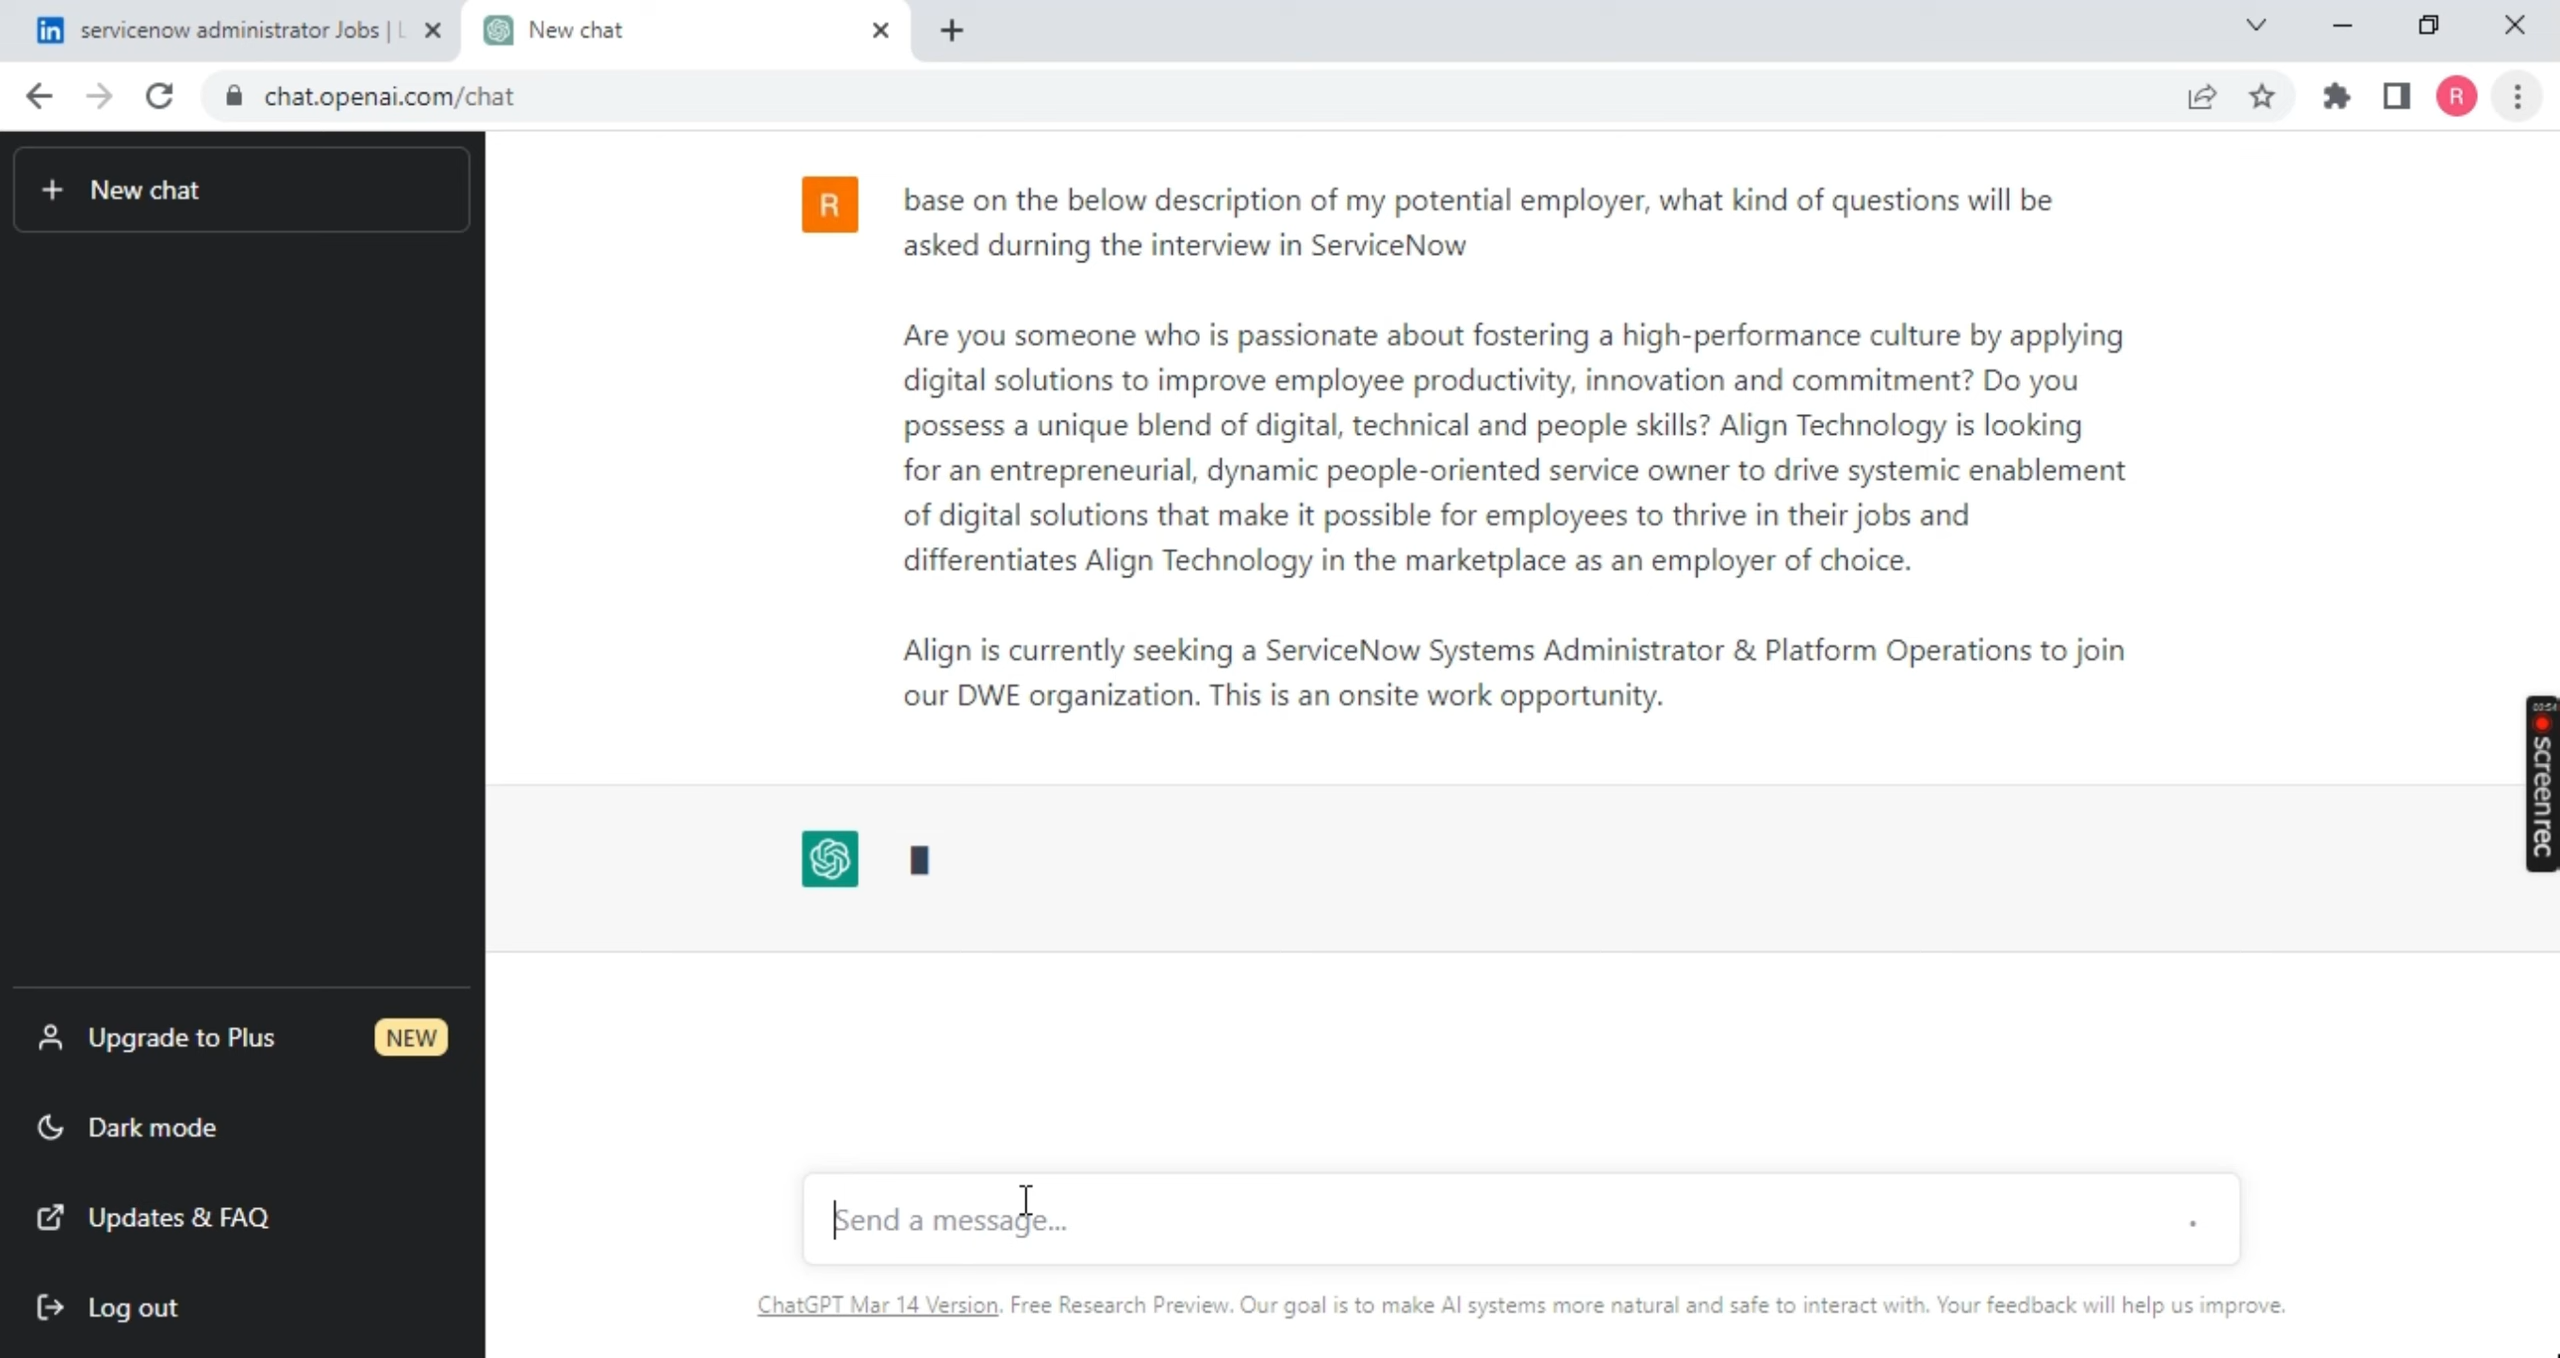 servicenow administrator Jobs | L
New chat
chat.openai.com/chat
R
New chat
R
base on the below description of my potential employer, what kind of questions will be
asked durning the interview in ServiceNow
Are you someone who is passionate about fostering a high-performance culture by applying
digital solutions to improve employee productivity, innovation and commitment? Do you
possess a unique blend of digital, technical and people skills? Align Technology is looking
for an entrepreneurial, dynamic people-oriented service owner to drive systemic enablement
of digital solutions that make it possible for employees to thrive in their jobs and
differentiates Align Technology in the marketplace as an employer of choice.
Align is currently seeking a ServiceNow Systems Administrator & Platform Operations to join
our DWE organization. This is an onsite work opportunity.
screenrec
Upgrade to Plus NEW
Dark mode
Updates & FAQ
Log out
Send a message...
ChatGPT Mar 14 Version. Free Research Preview. Our goal is to make AI systems more natural and safe to interact with. Your feedback will help us improve.